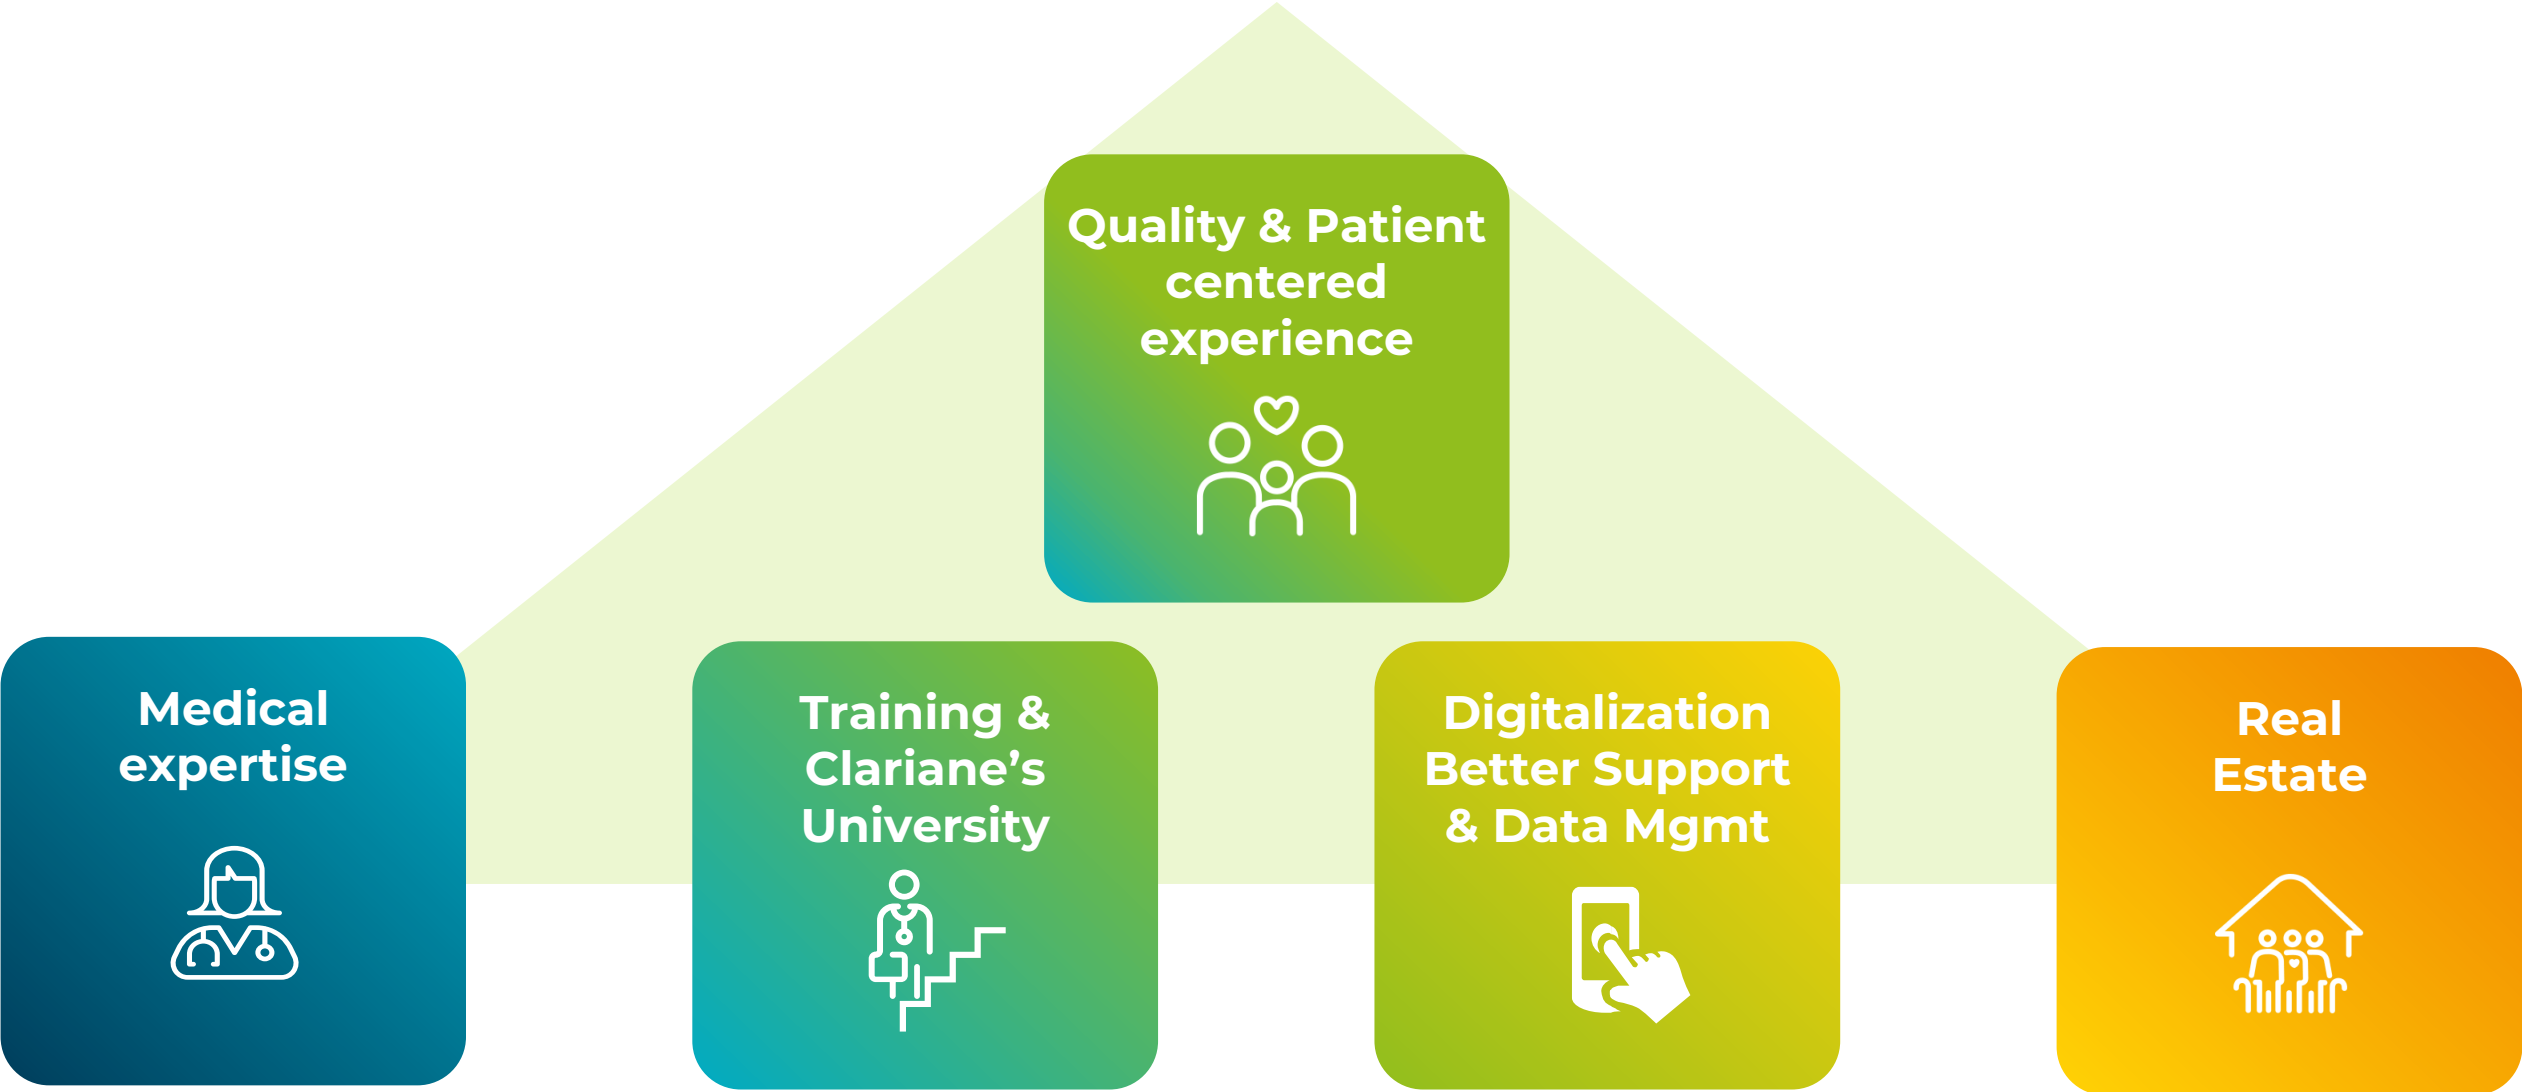 Quality & Patient
centered
experience
Medical
expertise
Training &
Clariane’s
University
Digitalization
Better Support
& Data Mgmt
Real
Estate